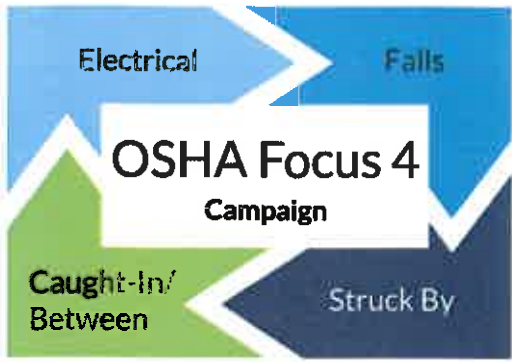 Electrical
Falls
OSHA Focus 4
Campaign
Caught-In/
Between
Struck By